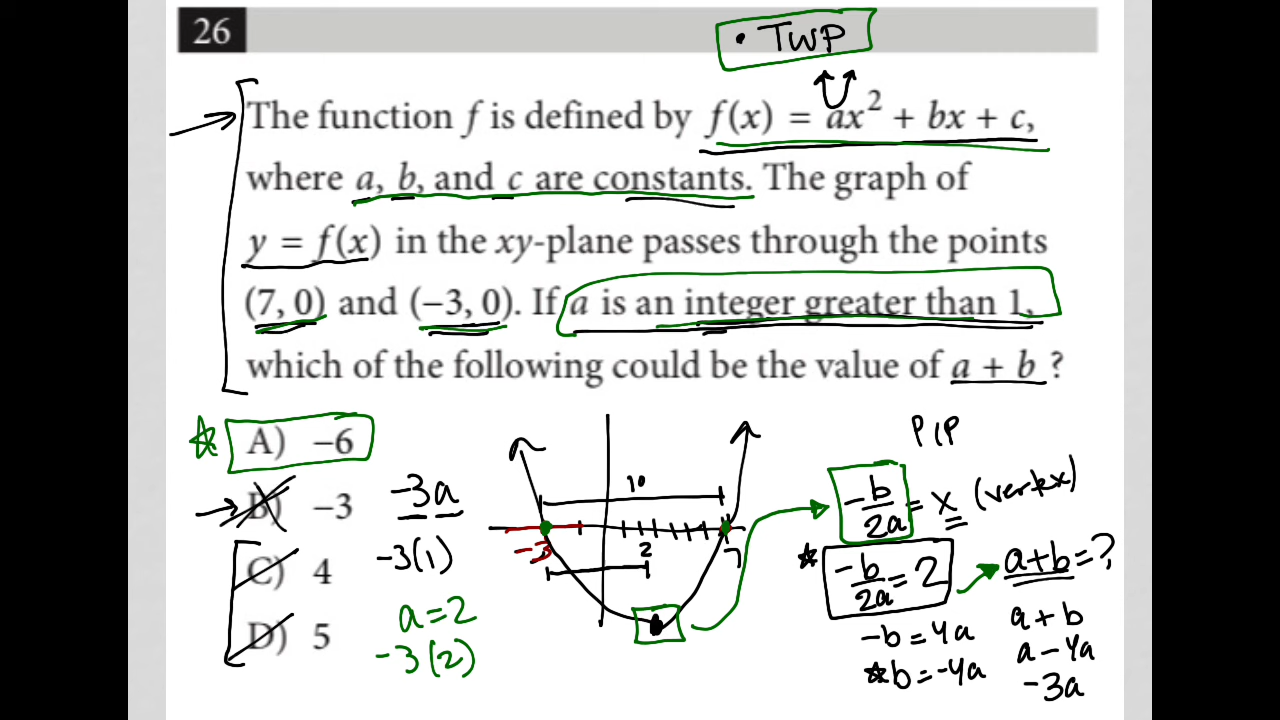 26
• TWP
The function f is defined by f(x) = ax² + bx + c,
where a, b, and c are constants. The graph of
y = f(x) in the xy-plane passes through the points
(7, 0) and (−3, 0). If a is an integer greater than 1,
which of the following could be the value of a + b ?
A) −6
B) −3
C) 4
D) 5
-3a
-3(1)
a=2
-3(2)
10
-3
2
7
PIP
-b/2a = x (vertex)
* -b/2a = 2
-b = 4a
*b = -4a
a+b=?
a+b
a-4a
-3a